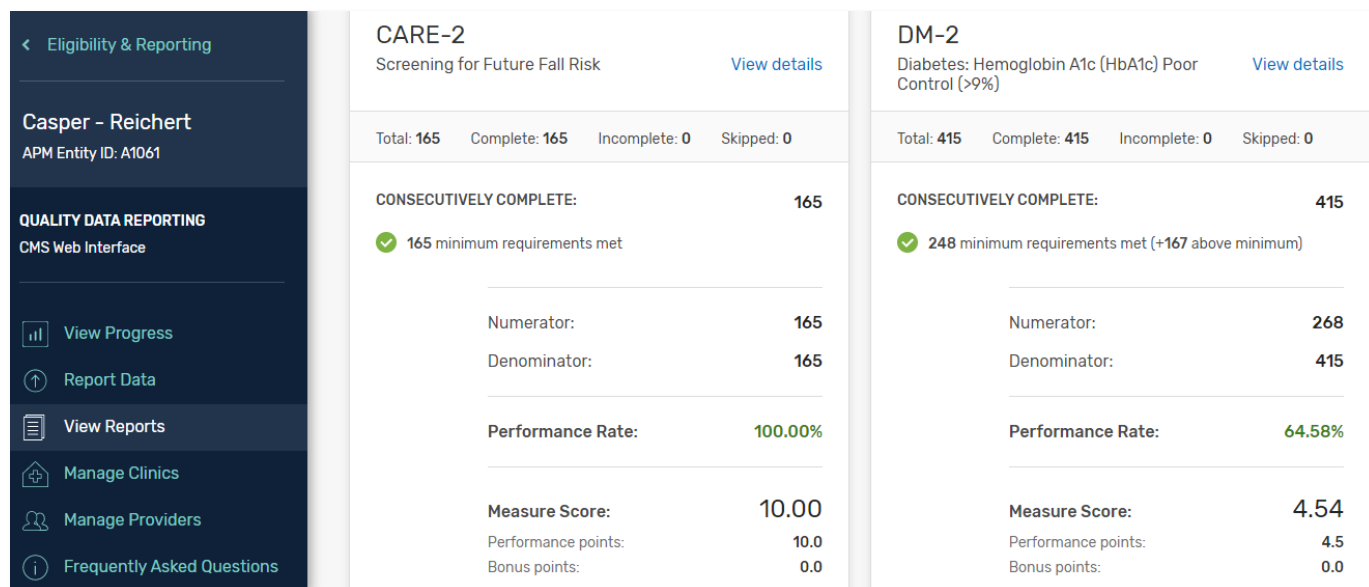 Eligibility & Reporting
Casper - Reichert
APM Entity ID: A1061
QUALITY DATA REPORTING
CMS Web Interface
View Progress
Report Data
View Reports
Manage Clinics
Manage Providers
Frequently Asked Questions
CARE-2
Screening for Future Fall Risk
View details
Total: 165 Complete: 165 Incomplete: 0 Skipped: 0
CONSECUTIVELY COMPLETE: 165
165 minimum requirements met
Numerator: 165
Denominator: 165
Performance Rate: 100.00%
Measure Score: 10.00
Performance points: 10.0
Bonus points: 0.0
DM-2
Diabetes: Hemoglobin A1c (HbA1c) Poor
Control (>9%)
View details
Total: 415 Complete: 415 Incomplete: 0 Skipped: 0
CONSECUTIVELY COMPLETE: 415
248 minimum requirements met (+167 above minimum)
Numerator: 268
Denominator: 415
Performance Rate: 64.58%
Measure Score: 4.54
Performance points: 4.5
Bonus points: 0.0